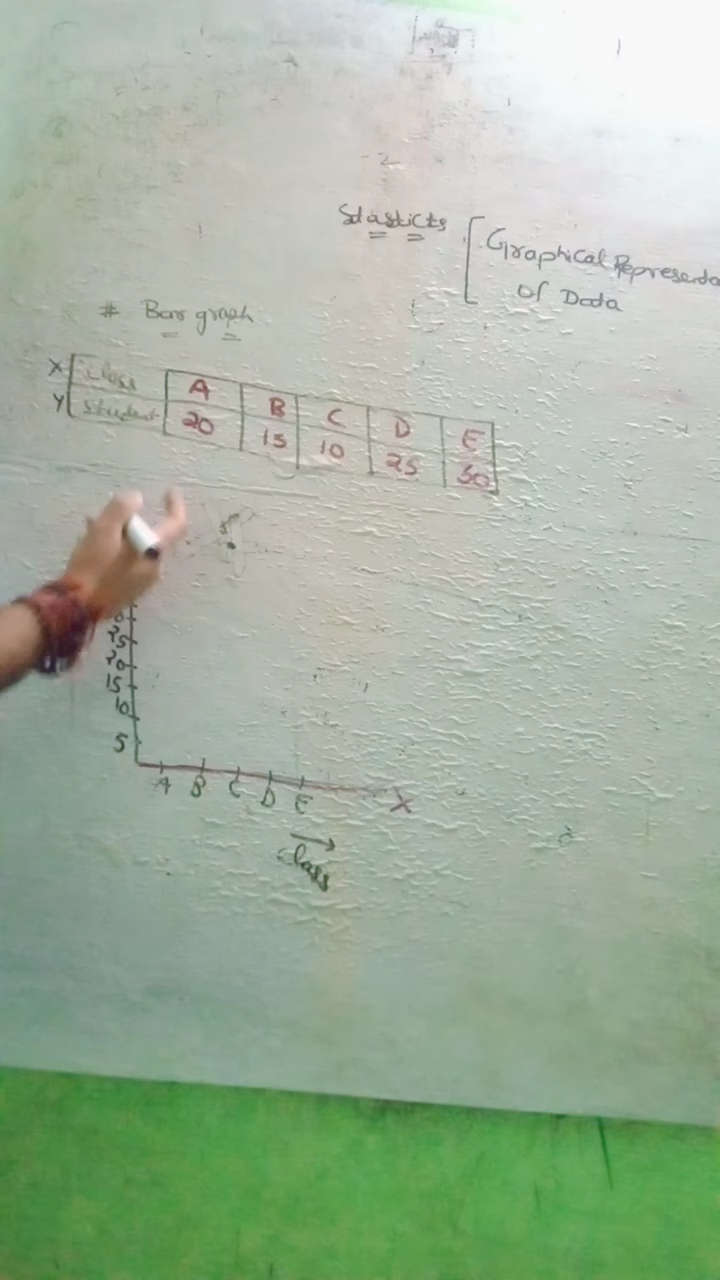 Stasticts
Graphical Representa
of Data
# Bar graph
X class A B C D E
Y student 20 15 10 25 30
25
20
15
10
5
A B C D E X
class